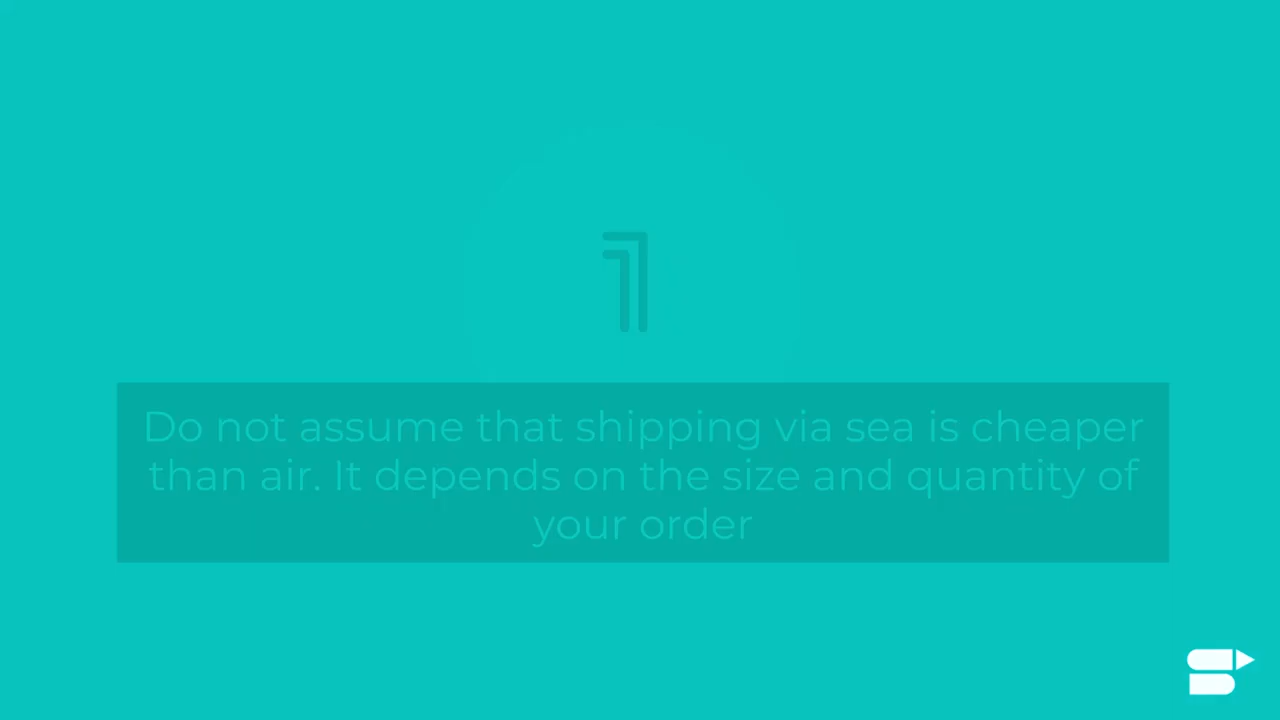 1
Do not assume that shipping via sea is cheaper
than air. It depends on the size and quantity of
your order